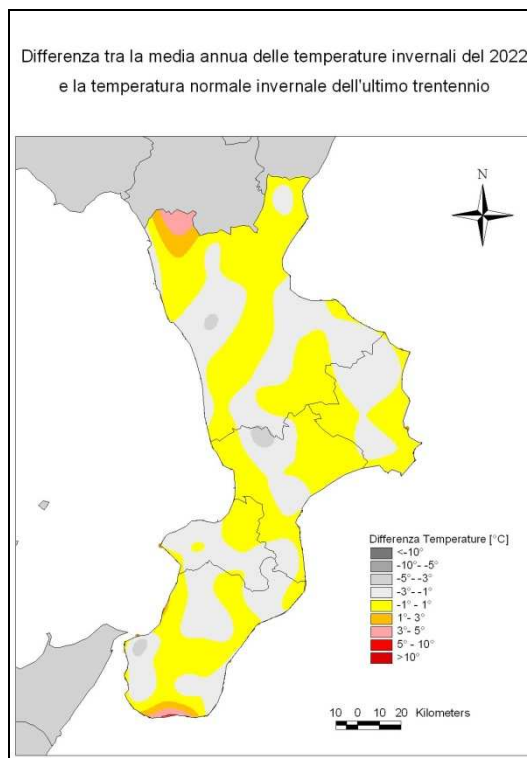 Differenza tra la media annua delle temperature invernali del 2022
e la temperatura normale invernale dell'ultimo trentennio
N
Differenza Temperature [°C]
<-10°
-10°- -5°
-5°--3°
-3°--1°
-1°- 1°
1°- 3°
3°- 5°
5° - 10°
>10°
10 0 10 20 Kilometers